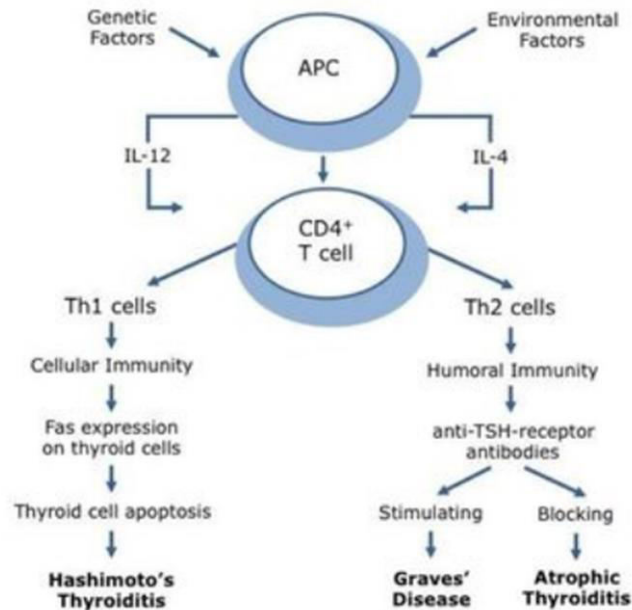 Genetic
Factors
Environmental
Factors
APC
IL-12
IL-4
CD4⁺
T cell
Th1 cells
Th2 cells
Cellular Immunity
Humoral Immunity
Fas expression
on thyroid cells
anti-TSH-receptor
antibodies
Thyroid cell apoptosis
Stimulating
Blocking
Hashimoto's
Thyroiditis
Graves'
Disease
Atrophic
Thyroiditis